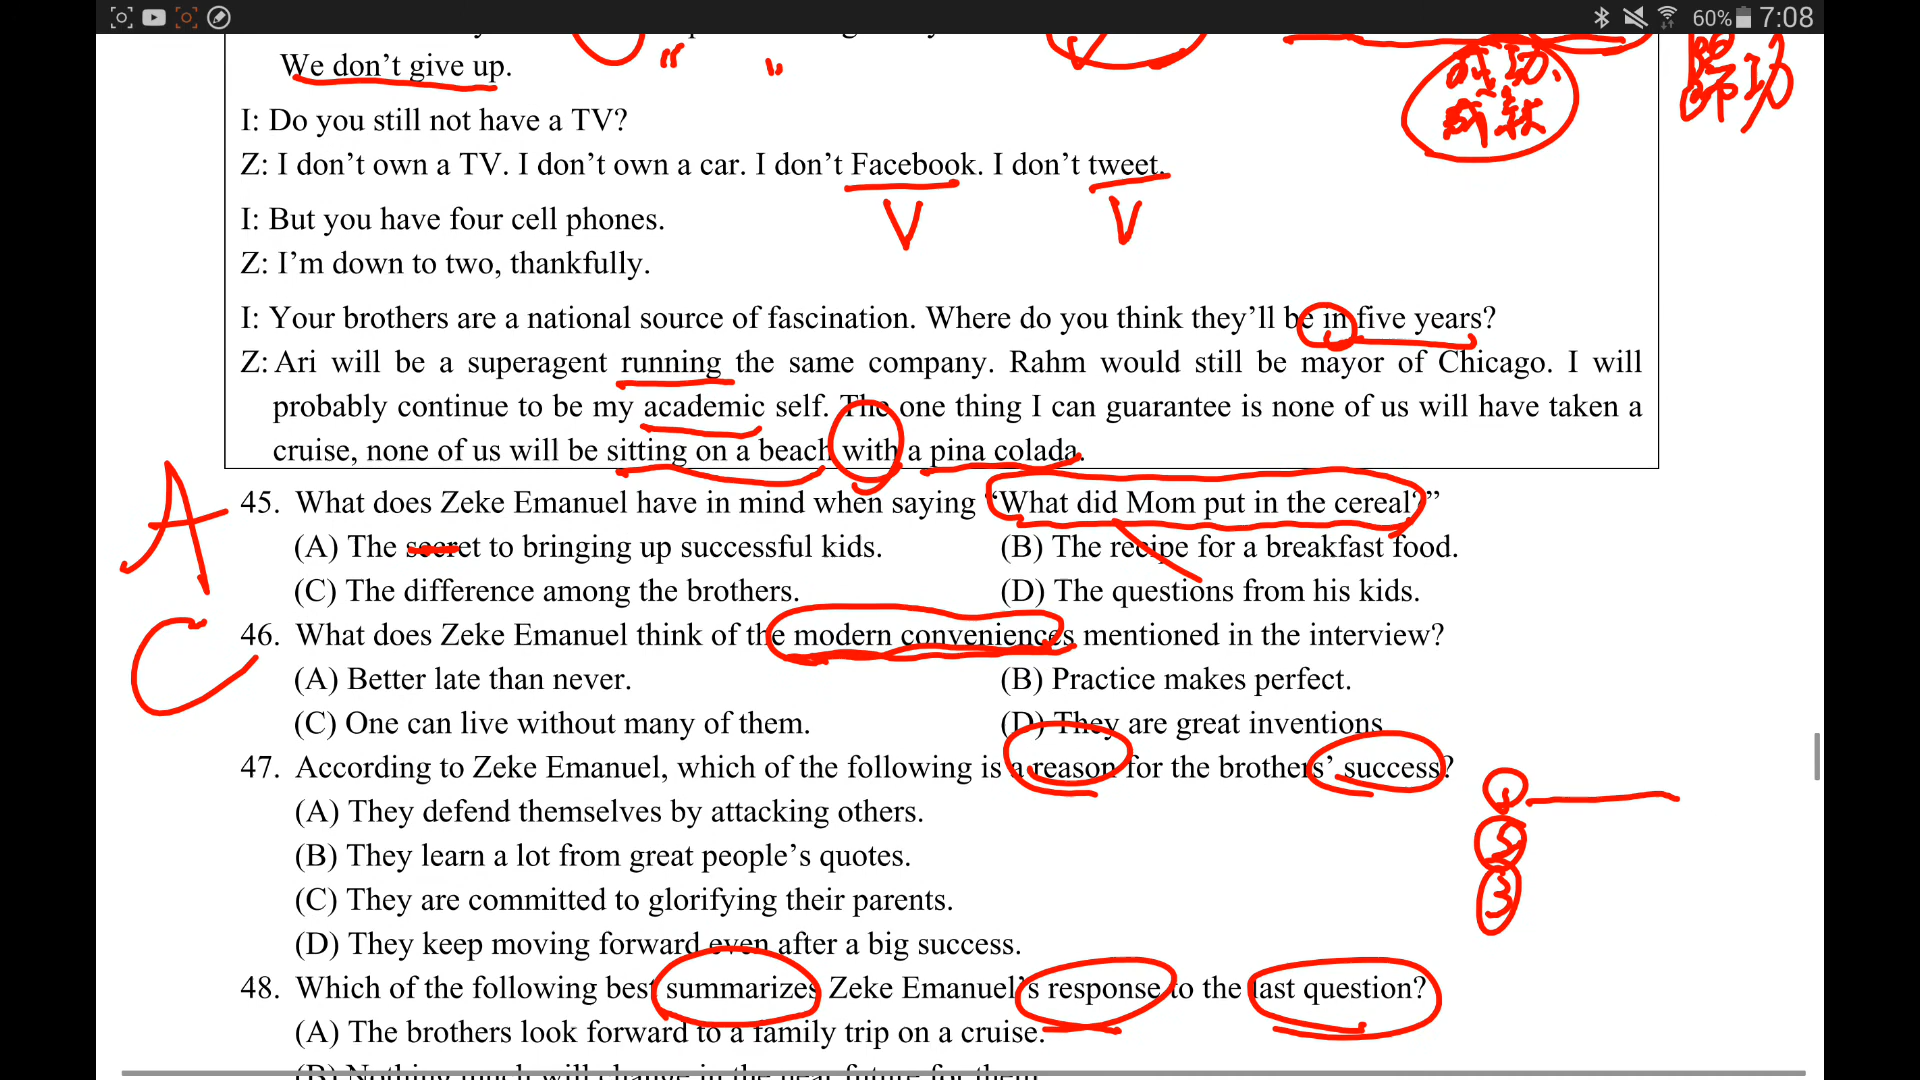 60% 7:08
We don't give up.
成功、
成就
歸功
I: Do you still not have a TV?
Z: I don't own a TV. I don't own a car. I don't Facebook. I don't tweet.
V V
I: But you have four cell phones.
Z: I'm down to two, thankfully.
I: Your brothers are a national source of fascination. Where do you think they'll be in five years?
Z: Ari will be a superagent running the same company. Rahm would still be mayor of Chicago. I will
probably continue to be my academic self. The one thing I can guarantee is none of us will have taken a
cruise, none of us will be sitting on a beach with a pina colada.
A
45. What does Zeke Emanuel have in mind when saying “What did Mom put in the cereal?”
(A) The secret to bringing up successful kids. (B) The recipe for a breakfast food.
(C) The difference among the brothers. (D) The questions from his kids.
C
46. What does Zeke Emanuel think of the modern conveniences mentioned in the interview?
(A) Better late than never. (B) Practice makes perfect.
(C) One can live without many of them. (D) They are great inventions.
47. According to Zeke Emanuel, which of the following is a reason for the brothers' success?
(A) They defend themselves by attacking others.
(B) They learn a lot from great people's quotes.
(C) They are committed to glorifying their parents.
(D) They keep moving forward even after a big success.
1
2
3
48. Which of the following best summarizes Zeke Emanuel's response to the last question?
(A) The brothers look forward to a family trip on a cruise.
(B) Nothing much will change in the near future for them.